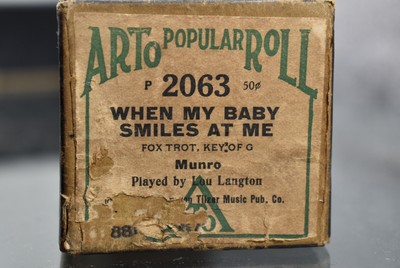 ARTO POPULAR ROLL
P 2063 50¢
WHEN MY BABY
SMILES AT ME
FOX TROT, KEY OF G
Munro
Played by Lou Langton
Tilzer Music Pub, Co.
88